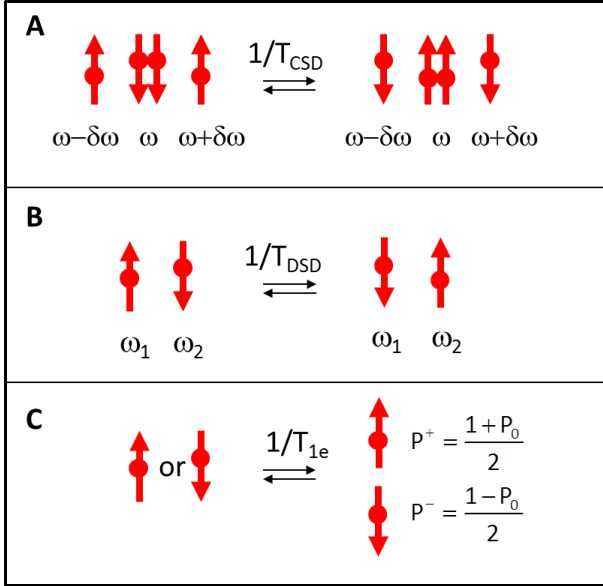 A
1/T_CSD
ω−δω ω ω+δω ω−δω ω ω+δω
B
1/T_DSD
ω₁ ω₂ ω₁ ω₂
C
or 1/T_1e P⁺ = (1+P₀)/2
P⁻ = (1−P₀)/2